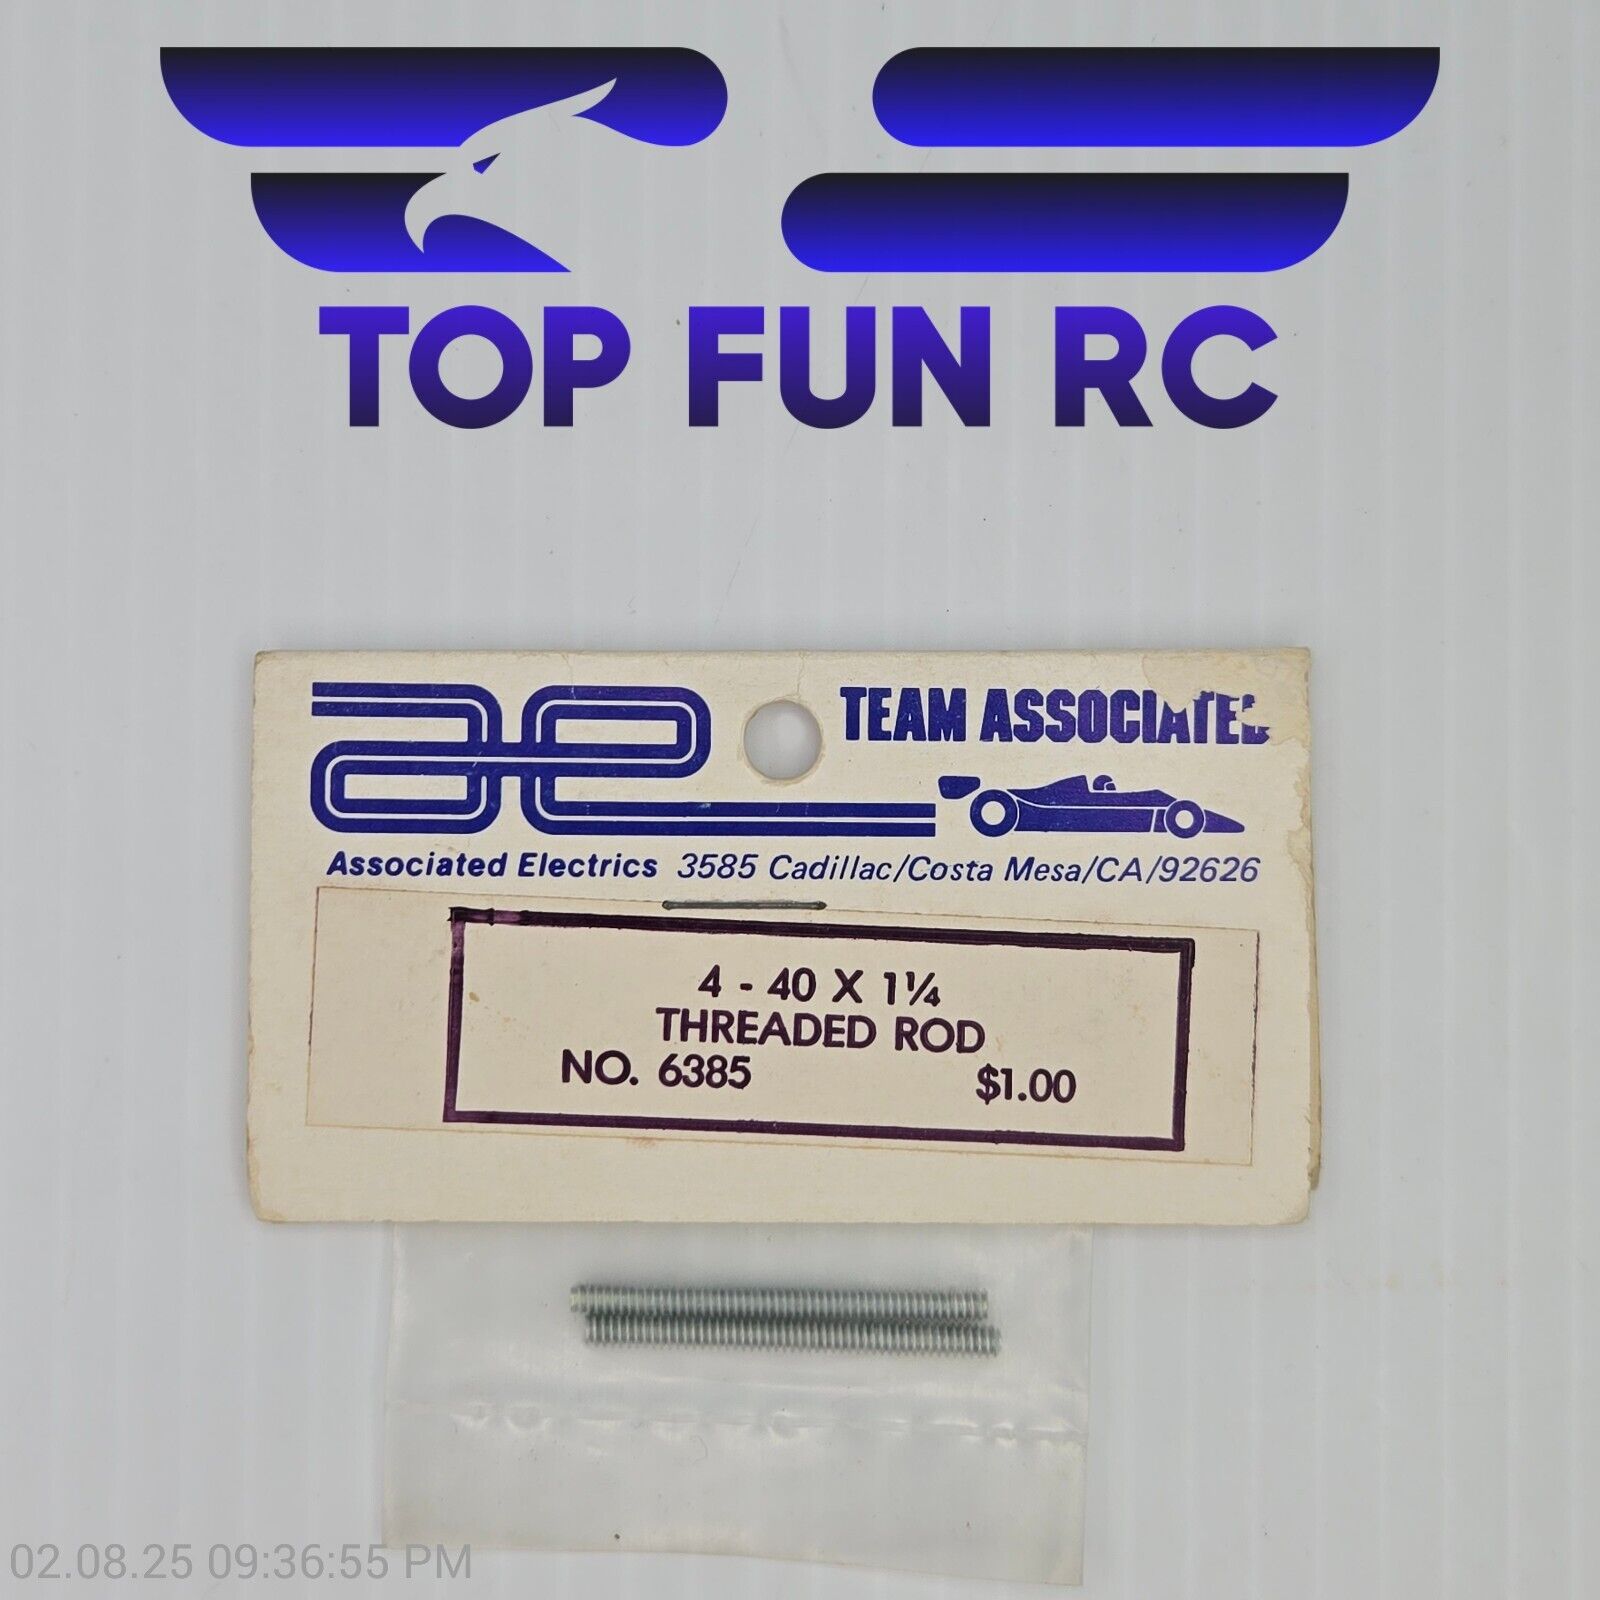 TOP FUN RC
ae
TEAM ASSOCIATED
Associated Electrics 3585 Cadillac/Costa Mesa/CA/92626
4 - 40 X 1¼
THREADED ROD
NO. 6385 $1.00
02.08.25 09:36:55 PM